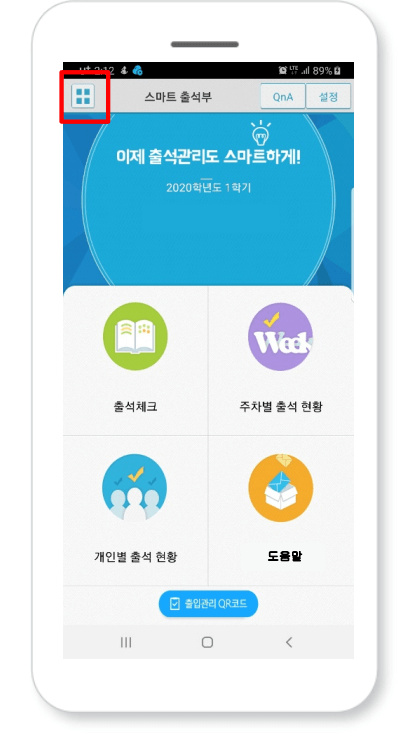 2:12
LTE 89%
스마트 출석부
QnA
설정
이제 출석관리도 스마트하게!
2020학년도 1학기
Week
출석체크
주차별 출석 현황
개인별 출석 현황
도움말
출입관리 QR코드